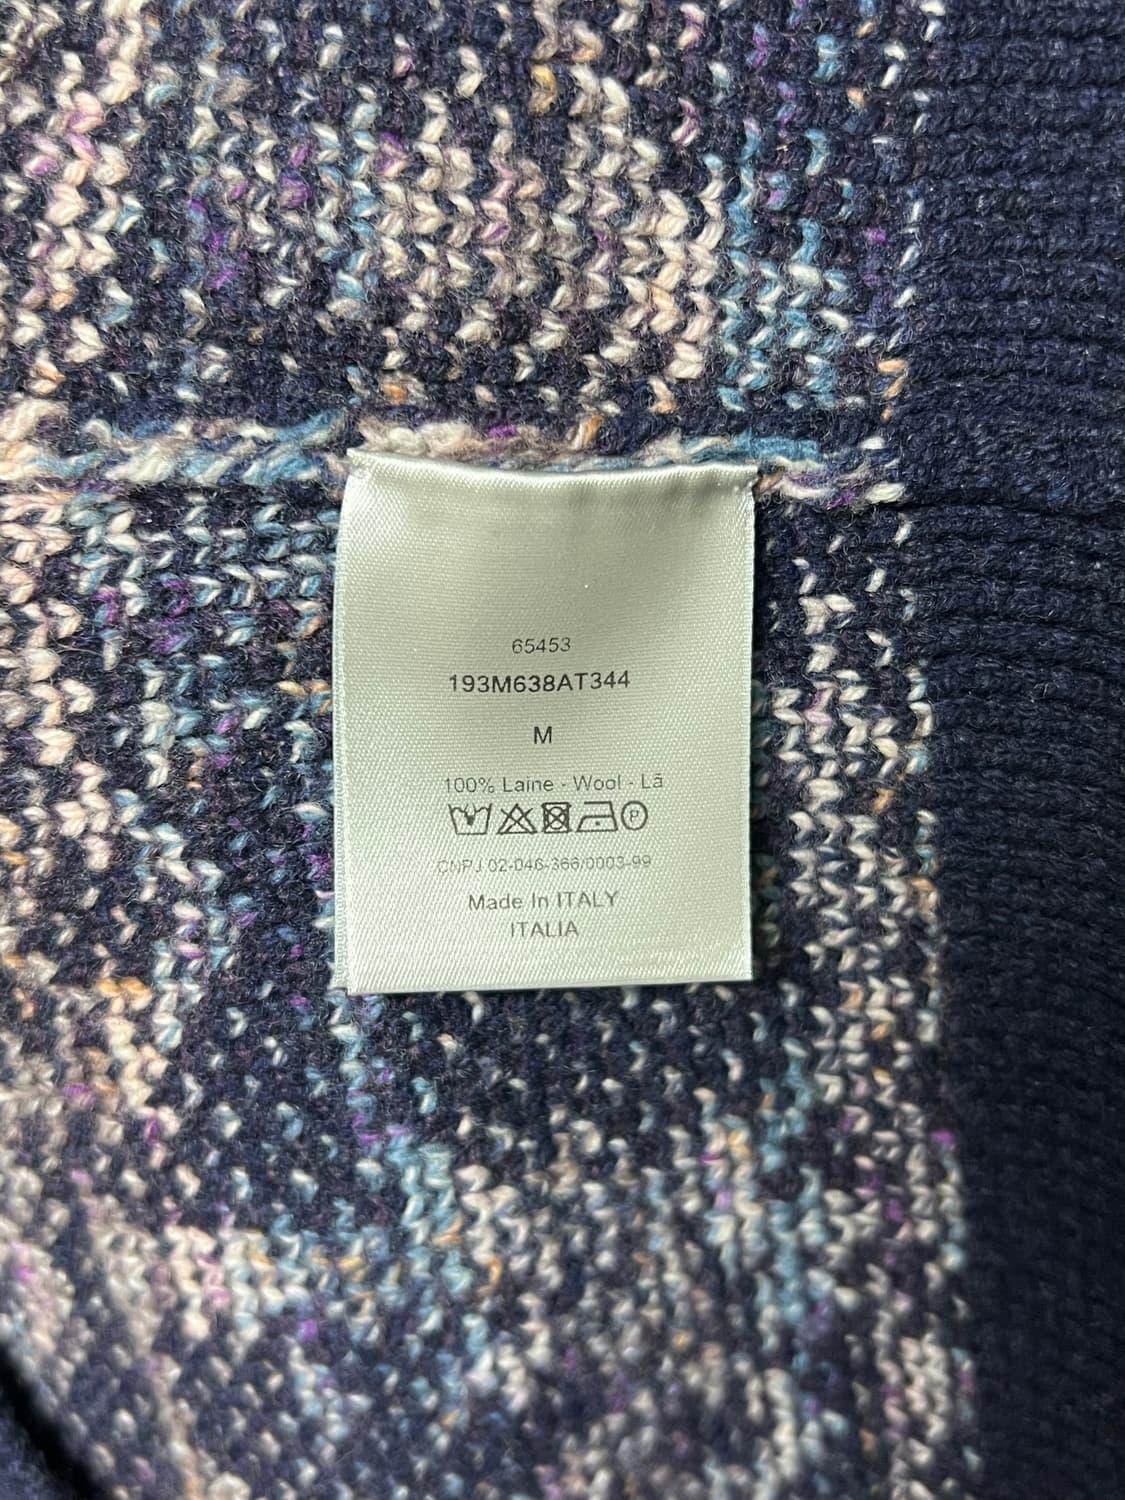 65453
193M638AT344
M
100% Laine - Wool - Lã
P
CNPJ 02-046-366/0003-99
Made In ITALY
ITALIA